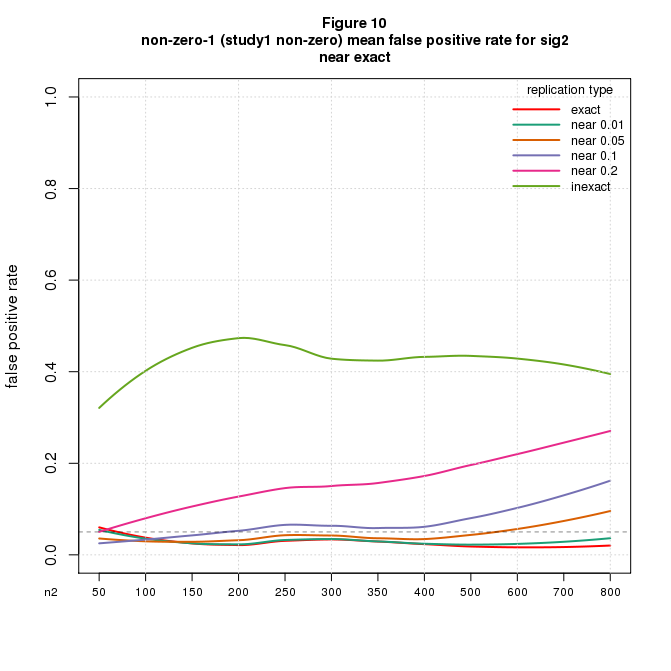 Figure 10
non-zero-1 (study1 non-zero) mean false positive rate for sig2
near exact
replication type
exact
near 0.01
near 0.05
near 0.1
near 0.2
inexact
false positive rate
1.0
0.8
0.6
0.4
0.2
0.0
n2 50 100 150 200 250 300 350 400 500 600 700 800